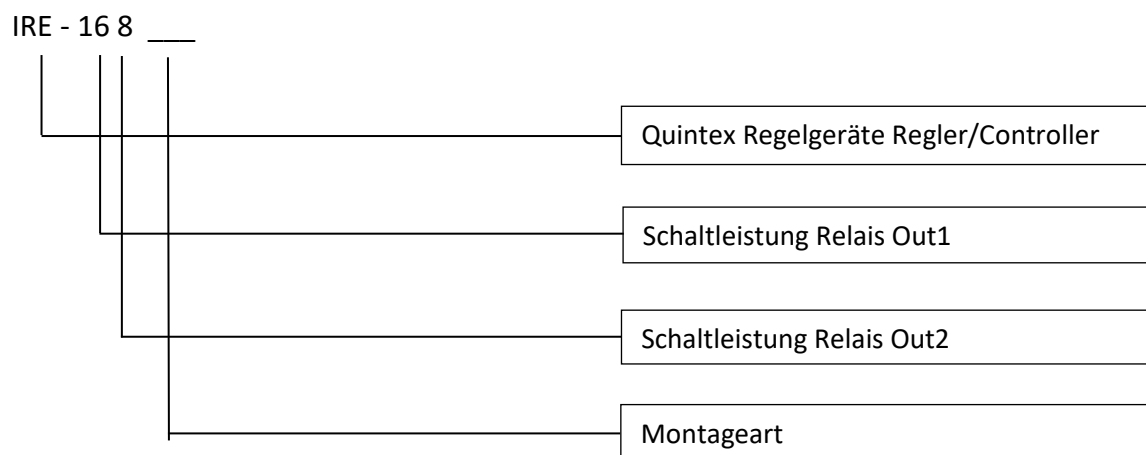 IRE - 16 8 ___
Quintex Regelgeräte Regler/Controller
Schaltleistung Relais Out1
Schaltleistung Relais Out2
Montageart